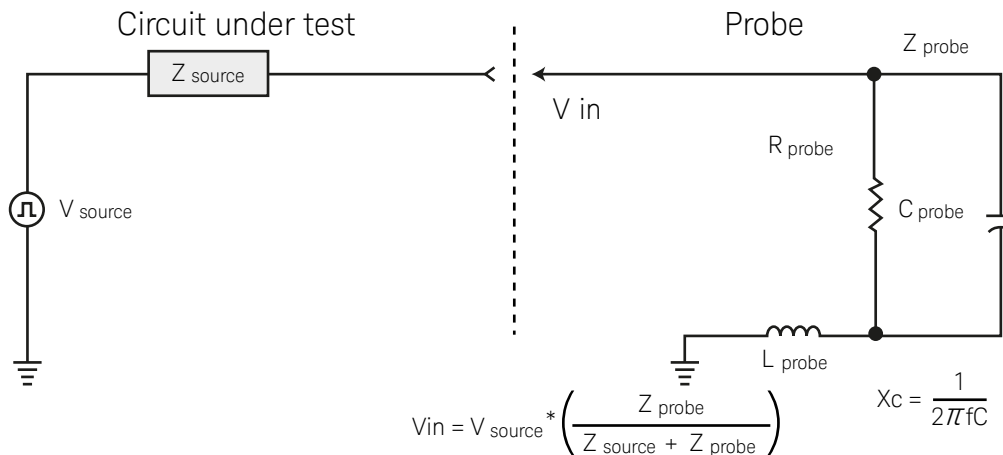 Circuit under test
Probe
Z probe
Z source
V in
R probe
V source
C probe
L probe
Xc = 1 / 2πfC
Vin = V source * ( Z probe / Z source + Z probe )